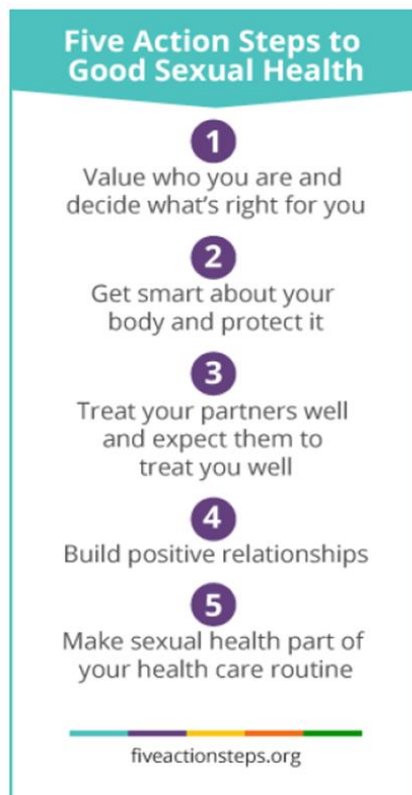 Five Action Steps to
Good Sexual Health
1
Value who you are and
decide what's right for you
2
Get smart about your
body and protect it
3
Treat your partners well
and expect them to
treat you well
4
Build positive relationships
5
Make sexual health part of
your health care routine
fiveactionsteps.org